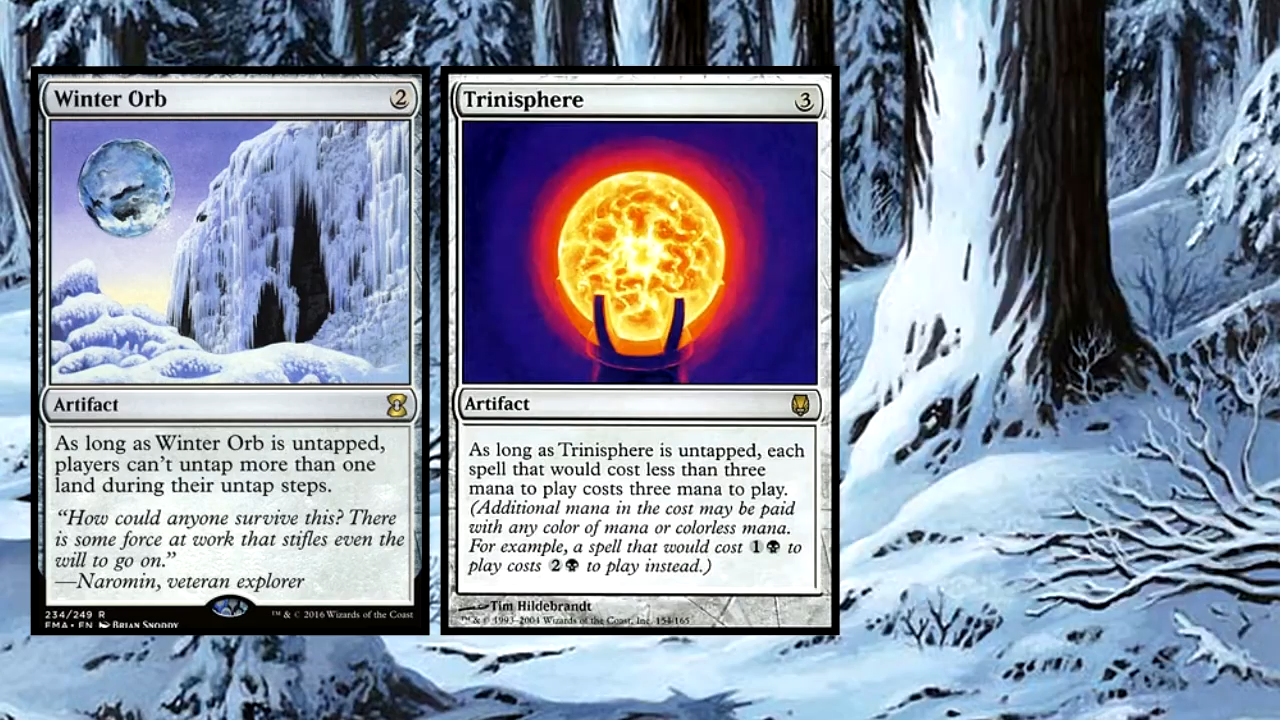 Winter Orb 2
Artifact
As long as Winter Orb is untapped,
players can't untap more than one
land during their untap steps.
"How could anyone survive this? There
is some force at work that stifles even the
will to go on."
—Naromin, veteran explorer
234/249 R
™ & © 2016 Wizards of the Coast
EMA • EN Brian Snoddy
Trinisphere 3
Artifact
As long as Trinisphere is untapped, each
spell that would cost less than three
mana to play costs three mana to play.
(Additional mana in the cost may be paid
with any color of mana or colorless mana.
For example, a spell that would cost 1 to
play costs 2 to play instead.)
Tim Hildebrandt
™ & © 1993–2004 Wizards of the Coast, Inc. 154/165